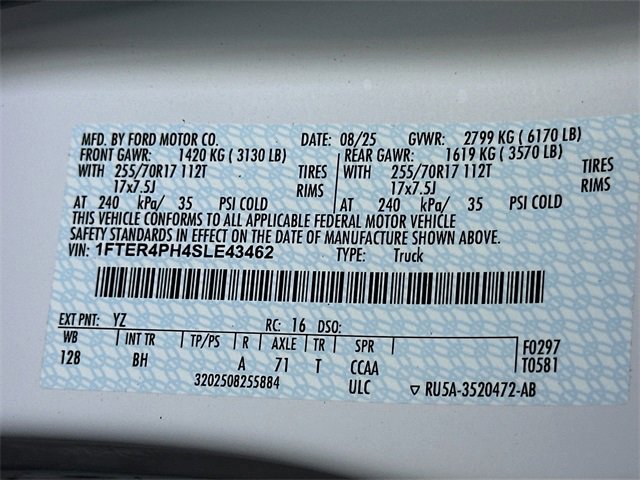 MFD. BY FORD MOTOR CO. DATE: 08/25 GVWR: 2799 KG ( 6170 LB)
FRONT GAWR: 1420 KG ( 3130 LB) REAR GAWR: 1619 KG ( 3570 LB)
WITH 255/70R17 112T TIRES WITH 255/70R17 112T TIRES
17x7.5J RIMS 17x7.5J RIMS
AT 240 kPa/ 35 PSI COLD AT 240 kPa/ 35 PSI COLD
THIS VEHICLE CONFORMS TO ALL APPLICABLE FEDERAL MOTOR VEHICLE
SAFETY STANDARDS IN EFFECT ON THE DATE OF MANUFACTURE SHOWN ABOVE.
VIN: 1FTER4PH4SLE43462 TYPE: Truck
EXT PNT: YZ RC: 16 DSO:
WB INT TR TP/PS R AXLE TR SPR F0297
128 BH A 71 T CCAA T0581
3202508255884 ULC ▽ RU5A-3520472-AB